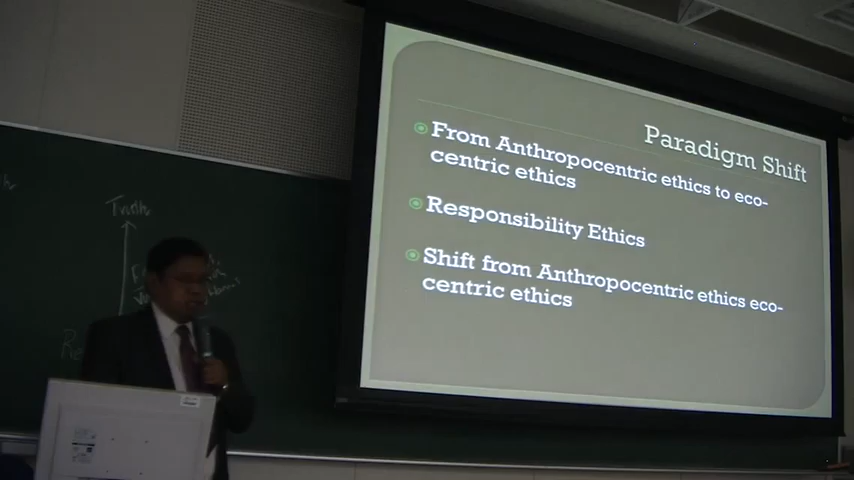 Paradigm Shift
From Anthropocentric ethics to eco-
centric ethics
Responsibility Ethics
Shift from Anthropocentric ethics eco-
centric ethics
Truth